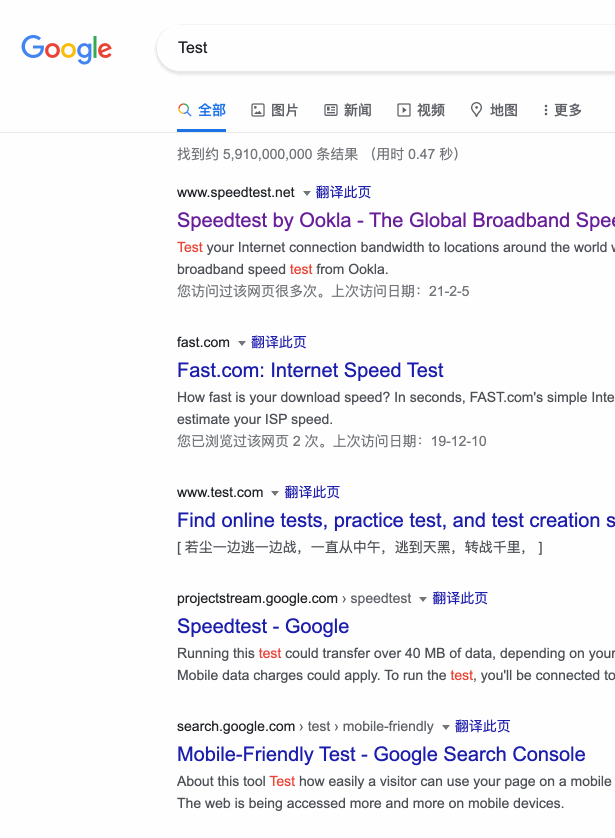 Google
Test
全部 图片 新闻 视频 地图 更多
找到约 5,910,000,000 条结果 （用时 0.47 秒）
www.speedtest.net 翻译此页
Speedtest by Ookla - The Global Broadband Spee
Test your Internet connection bandwidth to locations around the world w
broadband speed test from Ookla.
您访问过该网页很多次。上次访问日期：21-2-5
fast.com 翻译此页
Fast.com: Internet Speed Test
How fast is your download speed? In seconds, FAST.com's simple Inte
estimate your ISP speed.
您已浏览过该网页 2 次。上次访问日期：19-12-10
www.test.com 翻译此页
Find online tests, practice test, and test creation s
[ 若尘一边逃一边战，一直从中午，逃到天黑，转战千里， ]
projectstream.google.com › speedtest 翻译此页
Speedtest - Google
Running this test could transfer over 40 MB of data, depending on your
Mobile data charges could apply. To run the test, you'll be connected to
search.google.com › test › mobile-friendly 翻译此页
Mobile-Friendly Test - Google Search Console
About this tool Test how easily a visitor can use your page on a mobile
The web is being accessed more and more on mobile devices.